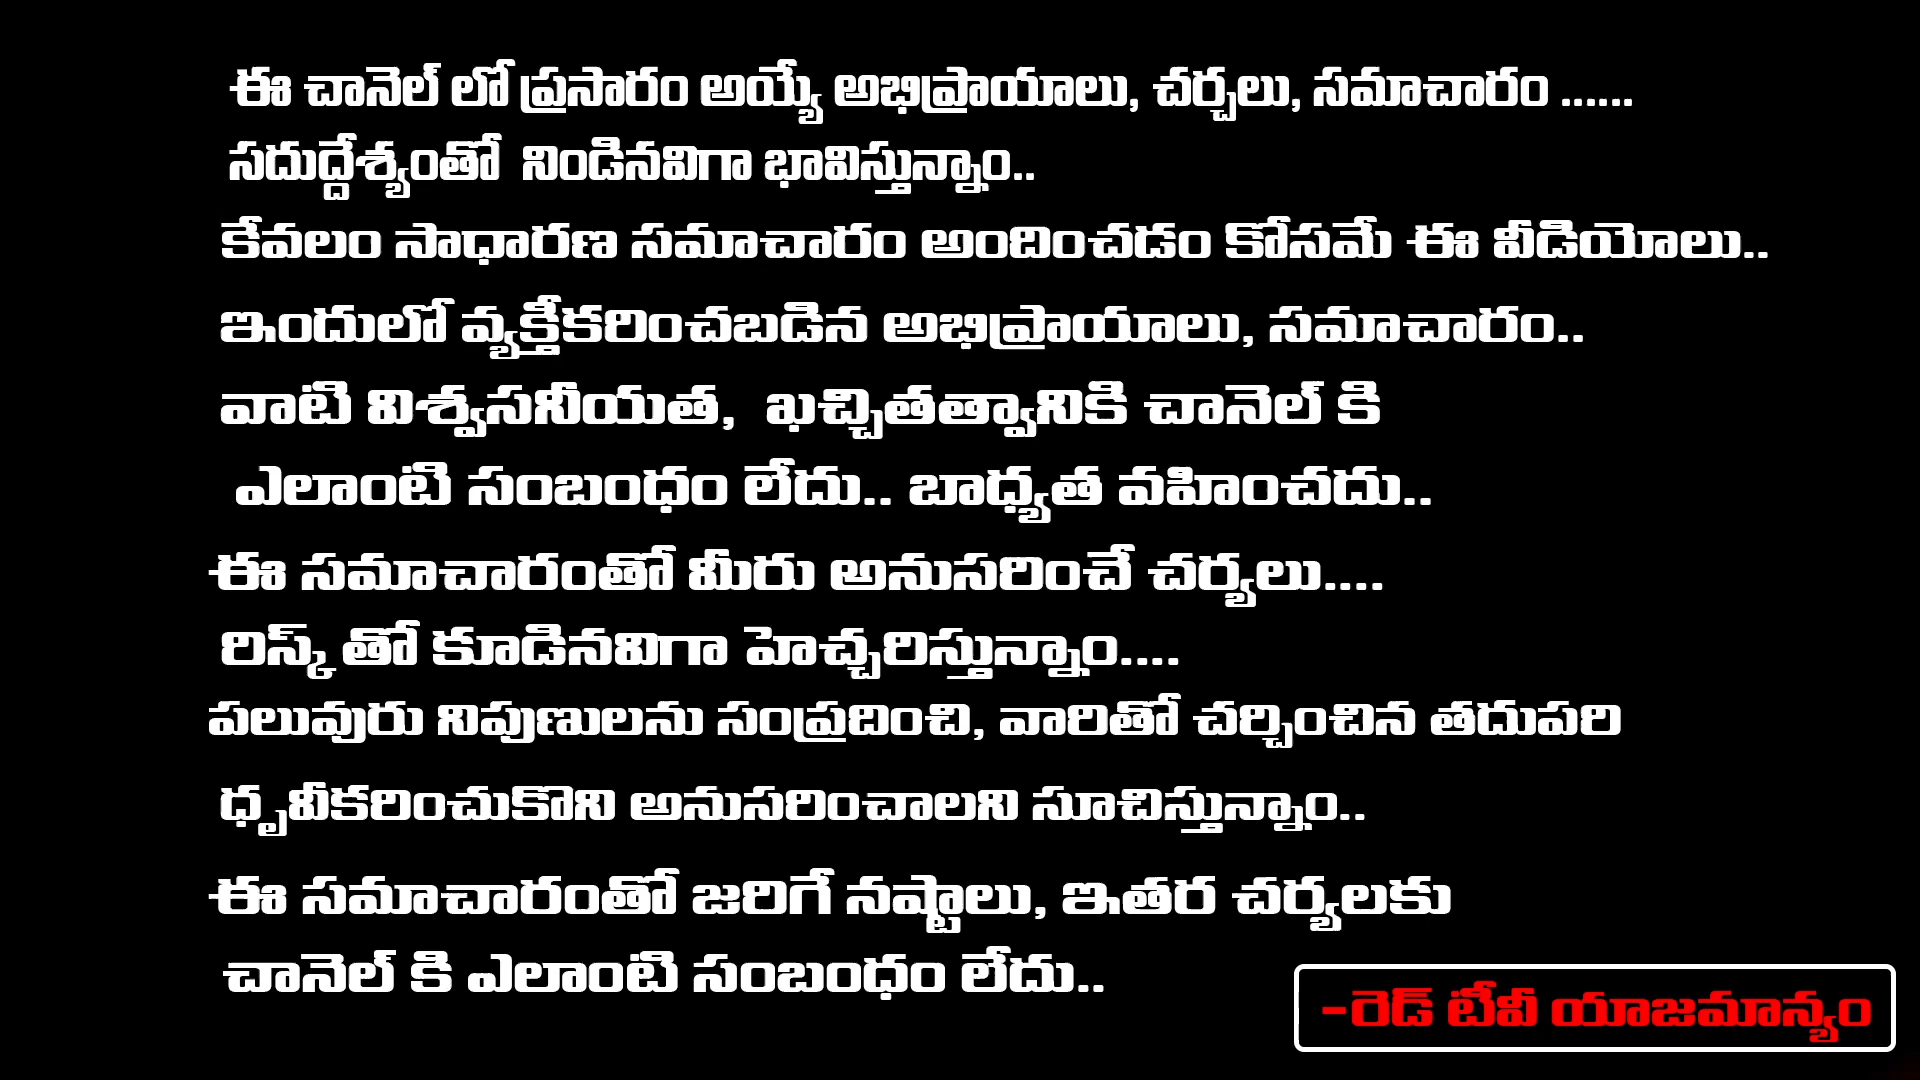 ఈ చానెల్ లో ప్రసారం అయ్యే అభిప్రాయాలు, చర్చలు, సమాచారం ......
సదుద్దేశ్యంతో నిండినవిగా భావిస్తున్నాం..
కేవలం సాధారణ సమాచారం అందించడం కోసమే ఈ వీడియోలు..
ఇందులో వ్యక్తీకరించబడిన అభిప్రాయాలు, సమాచారం..
వాటి విశ్వసనీయత, ఖచ్చితత్వానికి చానెల్ కి
ఎలాంటి సంబంధం లేదు.. బాధ్యత వహించదు..
ఈ సమాచారంతో మీరు అనుసరించే చర్యలు....
రిస్క్ తో కూడినవిగా హెచ్చరిస్తున్నాం....
పలువురు నిపుణులను సంప్రదించి, వారితో చర్చించిన తదుపరి
ధృవీకరించుకొని అనుసరించాలని సూచిస్తున్నాం..
ఈ సమాచారంతో జరిగే నష్టాలు, ఇతర చర్యలకు
చానెల్ కి ఎలాంటి సంబంధం లేదు..
-రెడ్ టీవీ యాజమాన్యం